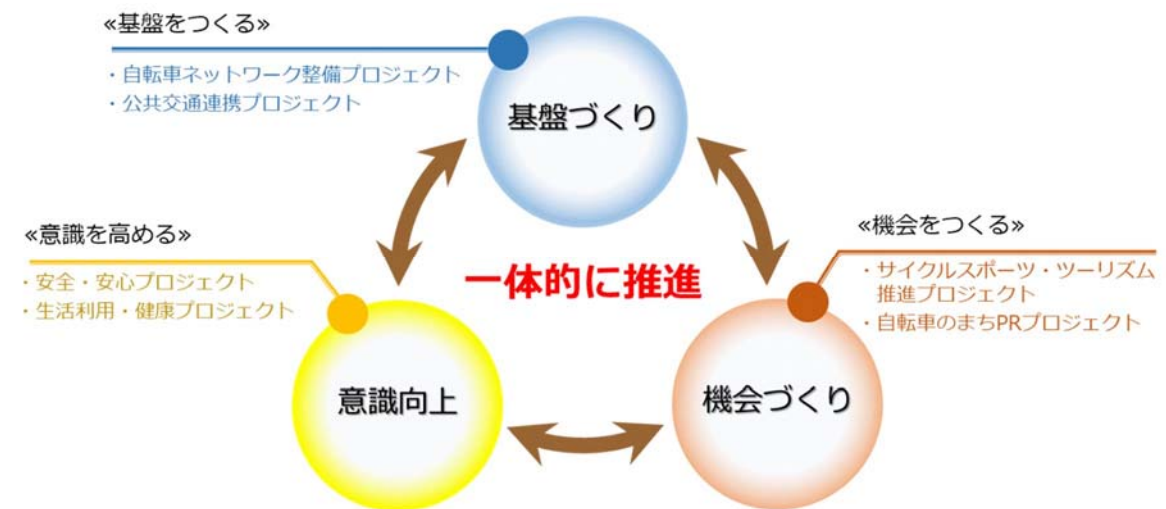 «基盤をつくる»
・自転車ネットワーク整備プロジェクト
・公共交通連携プロジェクト
基盤づくり
«意識を高める»
・安全・安心プロジェクト
・生活利用・健康プロジェクト
一体的に推進
«機会をつくる»
・サイクルスポーツ・ツーリズム
推進プロジェクト
・自転車のまちPRプロジェクト
意識向上
機会づくり